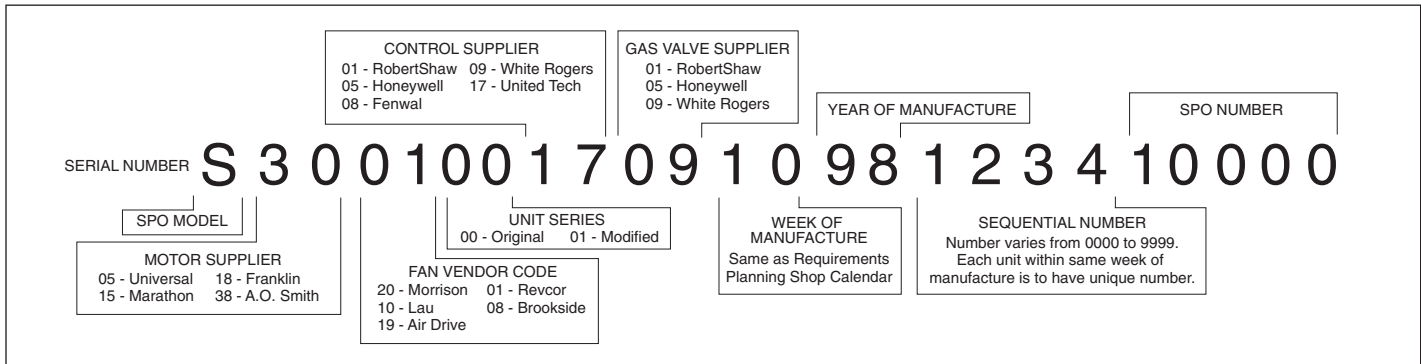 CONTROL SUPPLIER
01 - RobertShaw 09 - White Rogers
05 - Honeywell 17 - United Tech
08 - Fenwal
GAS VALVE SUPPLIER
01 - RobertShaw
05 - Honeywell
09 - White Rogers
YEAR OF MANUFACTURE
SPO NUMBER
SERIAL NUMBER S 3 0 0 1 0 0 1 7 0 9 1 0 9 8 1 2 3 4 1 0 0 0 0
SPO MODEL
MOTOR SUPPLIER
05 - Universal 18 - Franklin
15 - Marathon 38 - A.O. Smith
UNIT SERIES
00 - Original 01 - Modified
FAN VENDOR CODE
20 - Morrison 01 - Revcor
10 - Lau 08 - Brookside
19 - Air Drive
WEEK OF
MANUFACTURE
Same as Requirements
Planning Shop Calendar
SEQUENTIAL NUMBER
Number varies from 0000 to 9999.
Each unit within same week of
manufacture is to have unique number.